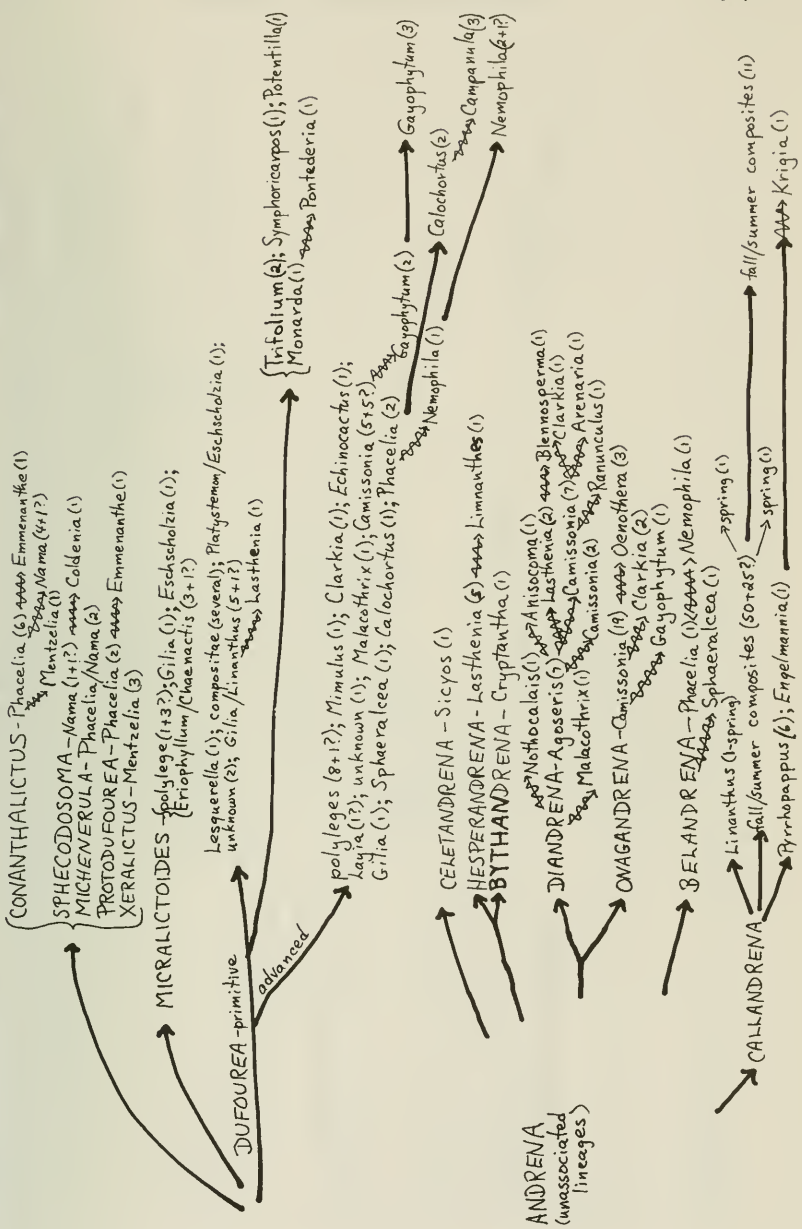 CONANTHALICTUS-Phacelia (6) Emmenanthe (1)
Nama (4+1?)
Mentzelia (1)
SPHECODOSOMA-Nama (1+1?) Coldenia (1)
MICHENERULA-Phacelia/Nama (2)
PROTODUFOUREA-Phacelia (2) Emmenanthe (1)
XERALICTUS-Mentzelia (3)
MICRALICTOIDES polylege (1+3?); Gilia (1); Eschscholzia (1);
Eriophyllum/Chaenactis (3+1?)
DUFOUREA-primitive
Lesquerella (1); compositae (several); Platystemon/Eschscholzia (1);
unknown (2); Gilia/Linanthus (5+1?)
Lasthenia (1)
Trifolium (2); Symphoricarpos (1); Potentilla (1)
Monarda (1) Pontederia (1)
advanced
polyleges (8+1?); Mimulus (1); Clarkia (1); Echinocactus (1);
Layia (1?); unknown (1); Malacothrix (1); Camissonia (5+5?)
Gilia (1); Sphaeralcea (1); Calochortus (1); Phacelia (2)
Gayophytum (2)
Gayophytum (3)
Calochortus (2)
Nemophila (1)
Campanula (3)
Nemophila (2+1?)
ANDRENA
(unassociated
lineages)
CELETANDRENA-Sicyos (1)
HESPERANDRENA-Lasthenia (5) Limnanthes (1)
BYTHANDRENA-Cryptantha (1)
Nothocalais (1) Anisocoma (1)
DIANDRENA-Agoseris (7) Lasthenia (2) Blennosperma (1)
Clarkia (1)
Camissonia (7) Arenaria (1)
Malacothrix (1) Camissonia (2) Ranunculus (1)
ONAGANDRENA-Camissonia (19) Oenothera (3)
Clarkia (2)
Gayophytum (1)
BELANDRENA-Phacelia (1) Nemophila (1)
Sphaeralcea (1)
CALLANDRENA
Linanthus (1-spring)
spring (1)
fall/summer composites (50+25?)
fall/summer composites (11)
spring (1)
Pyrrhopappus (6); Engelmannia (1)
Krigia (1)